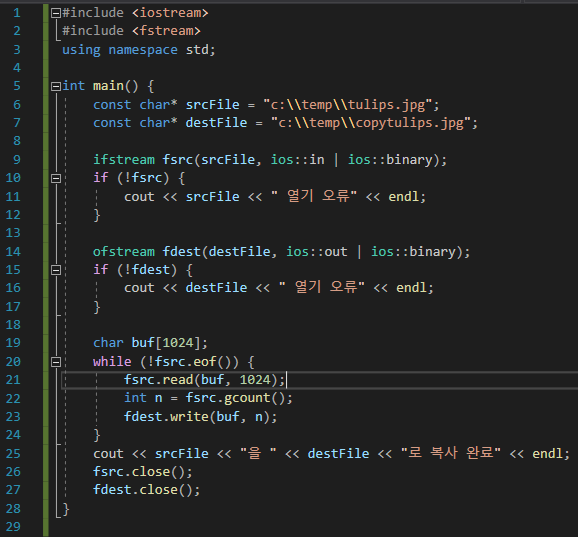 1 #include <iostream>
2 #include <fstream>
3 using namespace std;
4
5 int main() {
6 const char* srcFile = "c:\\temp\\tulips.jpg";
7 const char* destFile = "c:\\temp\\copytulips.jpg";
8
9 ifstream fsrc(srcFile, ios::in | ios::binary);
10 if (!fsrc) {
11 cout << srcFile << " 열기 오류" << endl;
12 }
13
14 ofstream fdest(destFile, ios::out | ios::binary);
15 if (!fdest) {
16 cout << destFile << " 열기 오류" << endl;
17 }
18
19 char buf[1024];
20 while (!fsrc.eof()) {
21 fsrc.read(buf, 1024);
22 int n = fsrc.gcount();
23 fdest.write(buf, n);
24 }
25 cout << srcFile << "을 " << destFile << "로 복사 완료" << endl;
26 fsrc.close();
27 fdest.close();
28 }
29